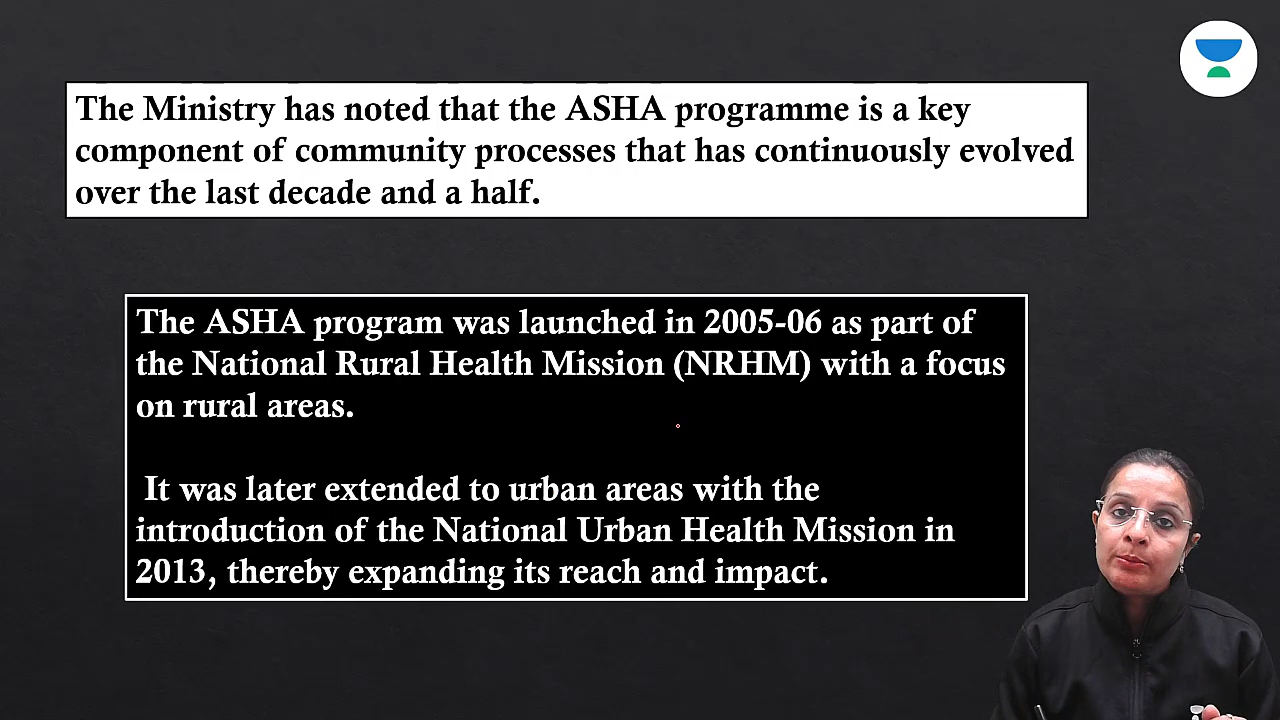 The Ministry has noted that the ASHA programme is a key
component of community processes that has continuously evolved
over the last decade and a half.
The ASHA program was launched in 2005-06 as part of
the National Rural Health Mission (NRHM) with a focus
on rural areas.
It was later extended to urban areas with the
introduction of the National Urban Health Mission in
2013, thereby expanding its reach and impact.